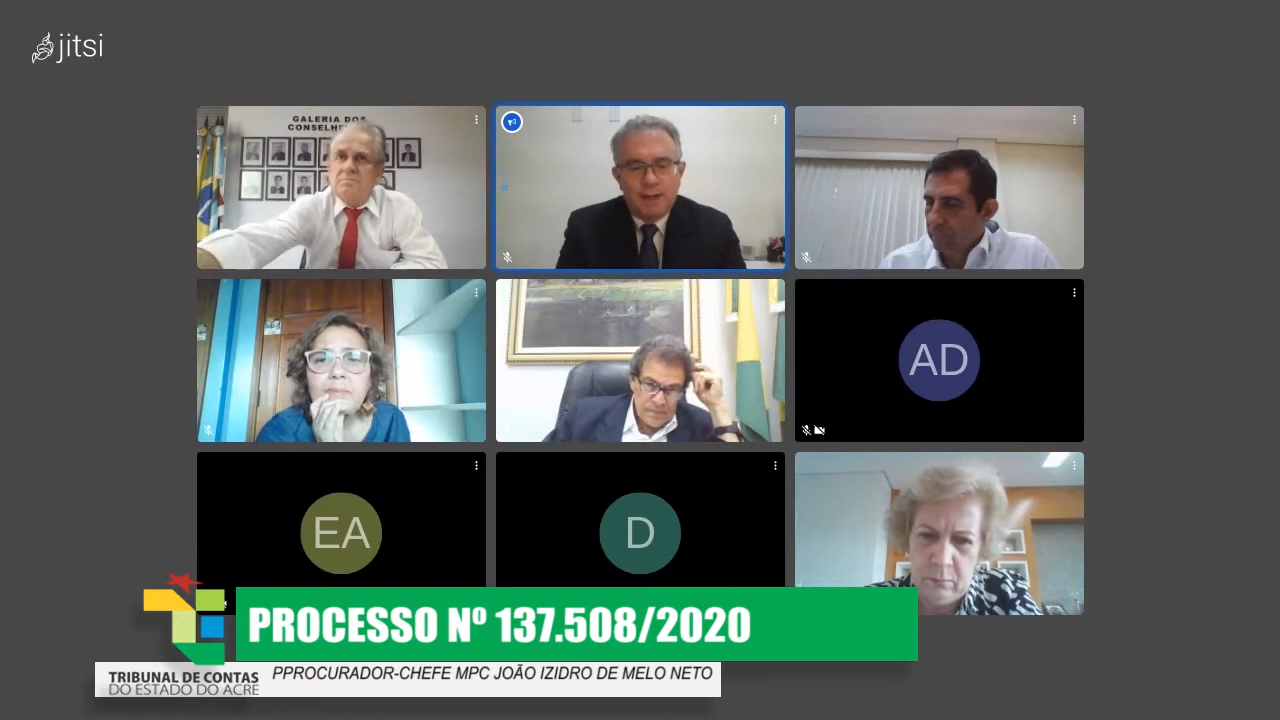 jitsi
GALERIA DOS
CONSELHE
AD
EA
D
PROCESSO Nº 137.508/2020
PPROCURADOR-CHEFE MPC JOÃO IZIDRO DE MELO NETO
TRIBUNAL DE CONTAS
DO ESTADO DO ACRE